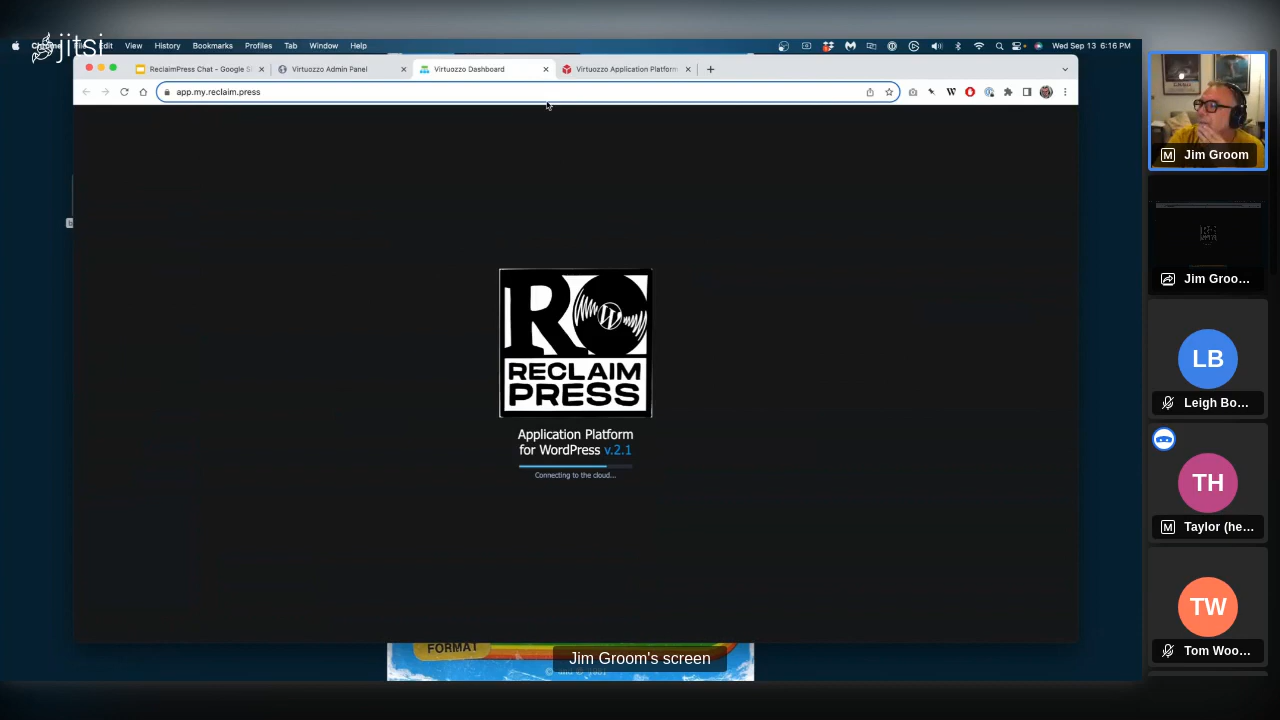 jitsi
Edit View History Bookmarks Profiles Tab Window Help
Wed Sep 13 6:16 PM
ReclaimPress Chat - Google Sl
Virtuozzo Admin Panel
Virtuozzo Dashboard
Virtuozzo Application Platform
app.my.reclaim.press
RECLAIM
PRESS
Application Platform
for WordPress v.2.1
Connecting to the cloud...
FORMAT
Jim Groom's screen
M Jim Groom
Jim Groo...
LB
Leigh Bo...
TH
M Taylor (he...
TW
Tom Woo...